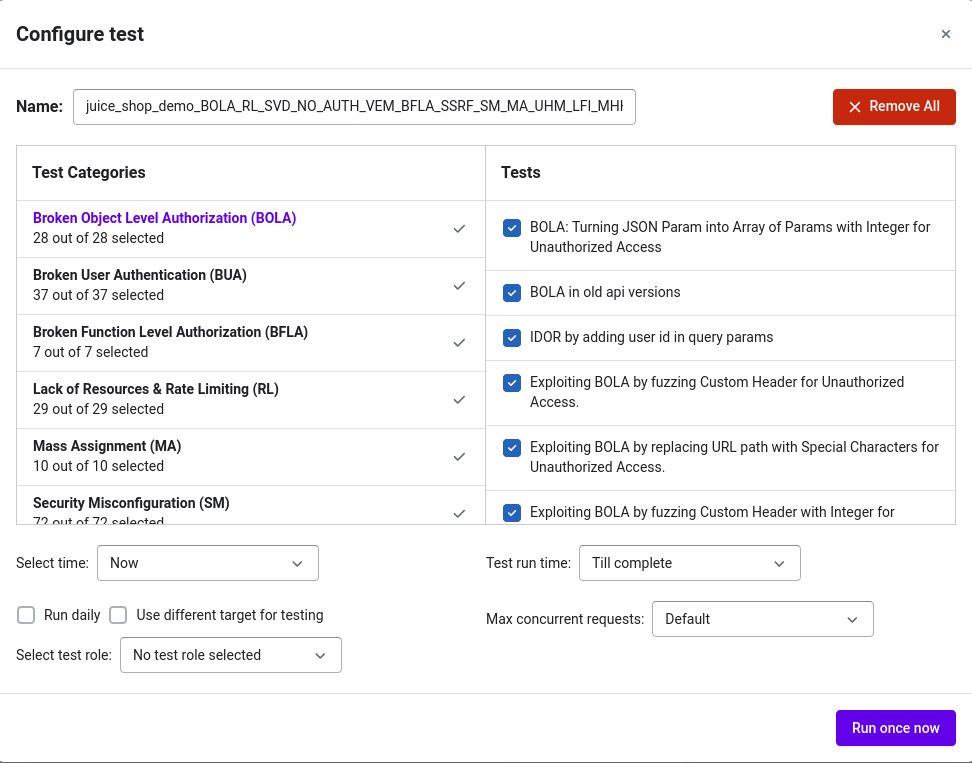 Configure test
Name:
juice_shop_demo_BOLA_RL_SVD_NO_AUTH_VEM_BFLA_SSRF_SM_MA_UHM_LFI_MHH
Remove All
Test Categories
Broken Object Level Authorization (BOLA)
28 out of 28 selected
Broken User Authentication (BUA)
37 out of 37 selected
Broken Function Level Authorization (BFLA)
7 out of 7 selected
Lack of Resources & Rate Limiting (RL)
29 out of 29 selected
Mass Assignment (MA)
10 out of 10 selected
Security Misconfiguration (SM)
72 out of 72 selected
Tests
BOLA: Turning JSON Param into Array of Params with Integer for
Unauthorized Access
BOLA in old api versions
IDOR by adding user id in query params
Exploiting BOLA by fuzzing Custom Header for Unauthorized
Access.
Exploiting BOLA by replacing URL path with Special Characters for
Unauthorized Access.
Exploiting BOLA by fuzzing Custom Header with Integer for
Select time:
Now
Test run time:
Till complete
Run daily
Use different target for testing
Max concurrent requests:
Default
Select test role:
No test role selected
Run once now